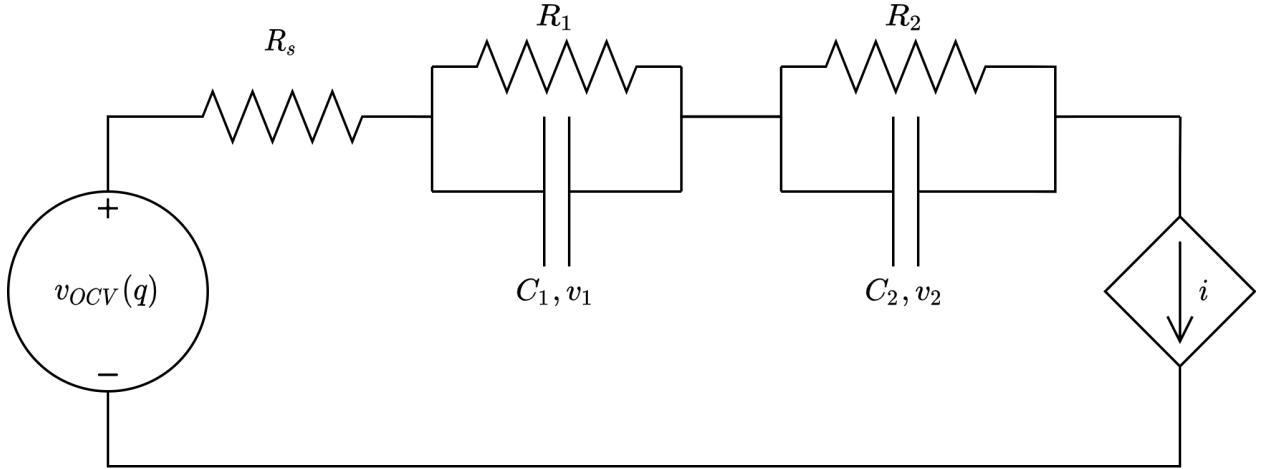 R_s
R_1
R_2
+
v_{OCV}(q)
−
C_1, v_1
C_2, v_2
i